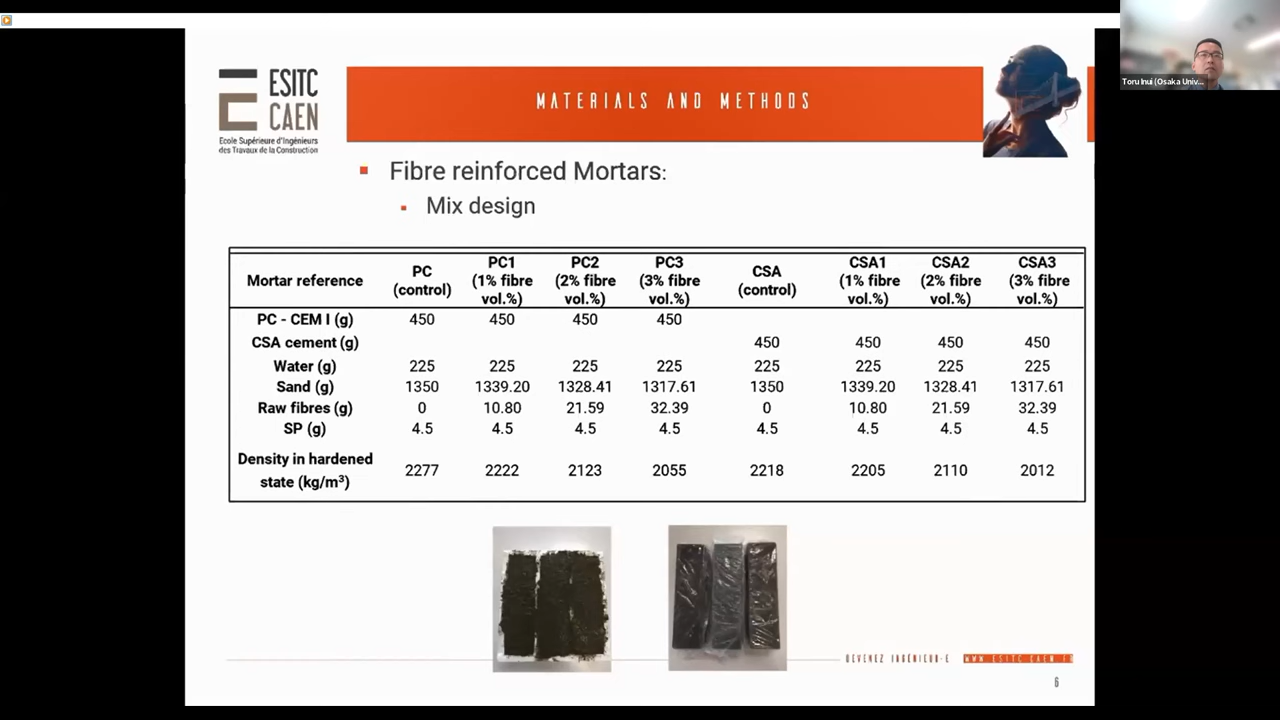 Toru Inui (Osaka Univ...
ESITC
CAEN
Ecole Supérieure d'Ingénieurs
des Travaux de la Construction
MATERIALS AND METHODS
Fibre reinforced Mortars:
Mix design
Mortar reference PC (control) PC1 (1% fibre vol.%) PC2 (2% fibre vol.%) PC3 (3% fibre vol.%) CSA (control) CSA1 (1% fibre vol.%) CSA2 (2% fibre vol.%) CSA3 (3% fibre vol.%)
PC - CEM I (g) 450 450 450 450
CSA cement (g) 450 450 450 450
Water (g) 225 225 225 225 225 225 225 225
Sand (g) 1350 1339.20 1328.41 1317.61 1350 1339.20 1328.41 1317.61
Raw fibres (g) 0 10.80 21.59 32.39 0 10.80 21.59 32.39
SP (g) 4.5 4.5 4.5 4.5 4.5 4.5 4.5 4.5
Density in hardened state (kg/m³) 2277 2222 2123 2055 2218 2205 2110 2012
DEVENEZ INGÉNIEUR·E WWW.ESITC-CAEN.FR
6